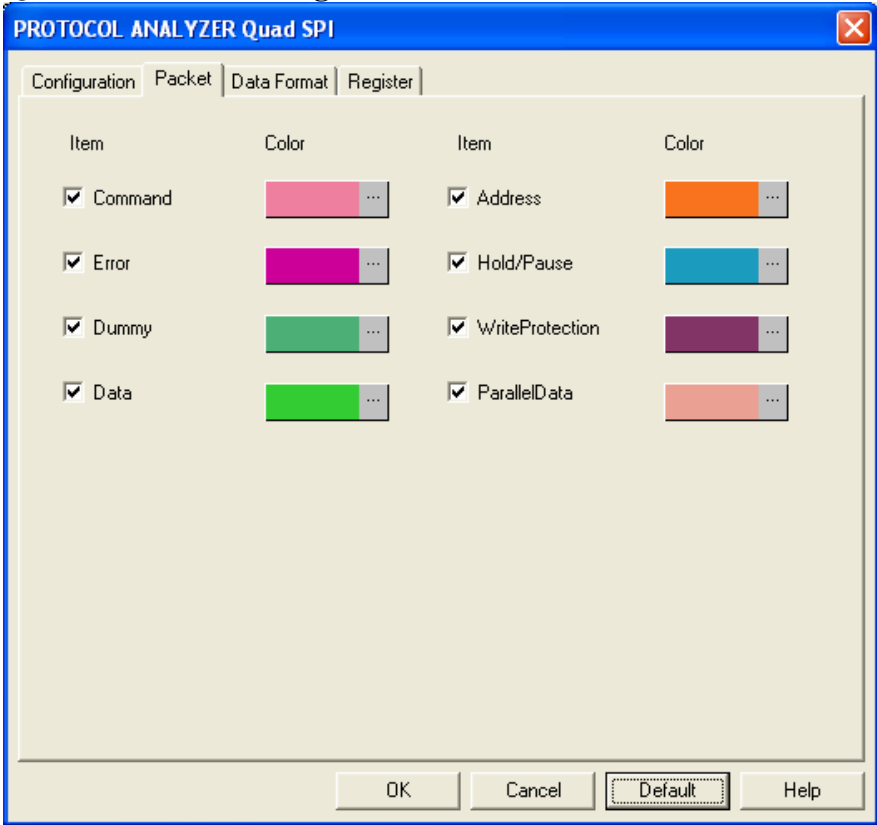 PROTOCOL ANALYZER Quad SPI
Configuration Packet Data Format Register
Item Color Item Color
Command ... Address ...
Error ... Hold/Pause ...
Dummy ... WriteProtection ...
Data ... ParallelData ...
OK Cancel Default Help